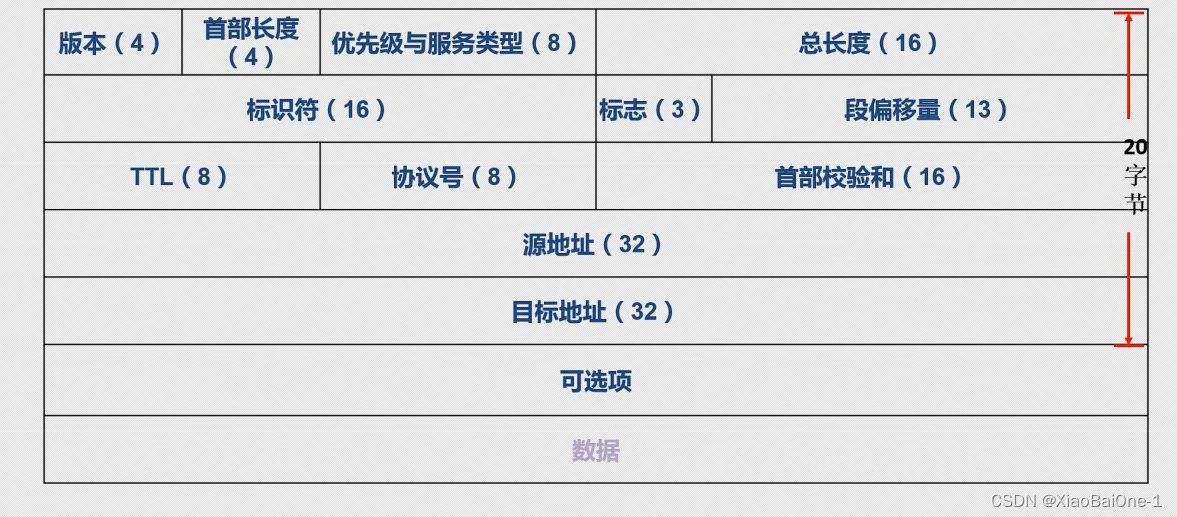 版本（4）
首部长度
（4）
优先级与服务类型（8）
总长度（16）
标识符（16）
标志（3）
段偏移量（13）
TTL（8）
协议号（8）
首部校验和（16）
20
字
节
源地址（32）
目标地址（32）
可选项
数据
CSDN @XiaoBaiOne-1